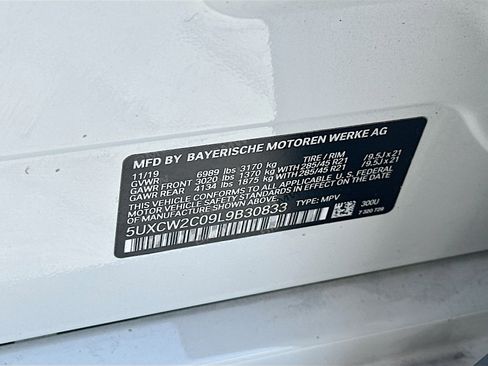 MFD BY BAYERISCHE MOTOREN WERKE AG
11/19 TIRE / RIM
GVWR 6989 lbs 3170 kg
GAWR FRONT 3020 lbs 1370 kg WITH 285/45 R21 / 9.5J x 21
GAWR REAR 4134 lbs 1875 kg WITH 285/45 R21 / 9.5J x 21
THIS VEHICLE CONFORMS TO ALL APPLICABLE FEDERAL
MOTOR VEHICLE SAFETY STANDARDS IN EFFECT ON THE
DATE OF MANUFACTURE SHOWN ABOVE.
5UXCW2C09L9B30833 TYPE: MPV 300U
7 320 726